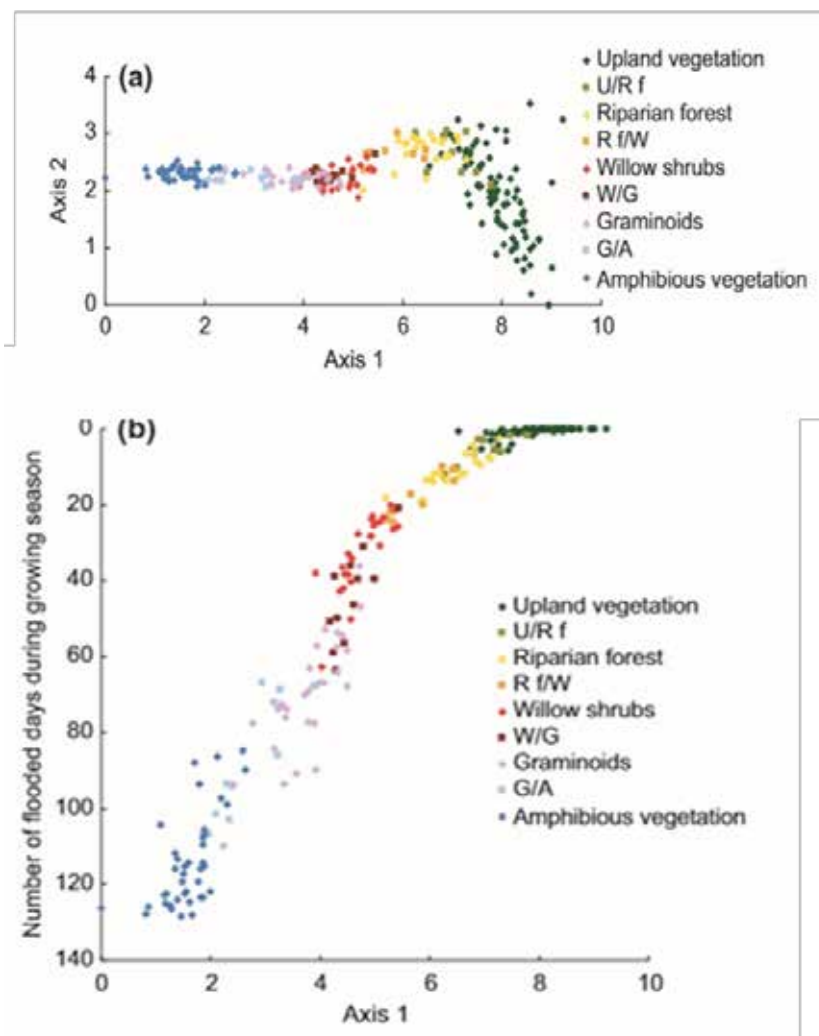 (a)
4
3
2
1
0
Axis 2
0 2 4 6 8 10
Axis 1
Upland vegetation
U/R f
Riparian forest
R f/W
Willow shrubs
W/G
Graminoids
G/A
Amphibious vegetation
(b)
0
20
40
60
80
100
120
140
Number of flooded days during growing season
0 2 4 6 8 10
Axis 1
Upland vegetation
U/R f
Riparian forest
R f/W
Willow shrubs
W/G
Graminoids
G/A
Amphibious vegetation